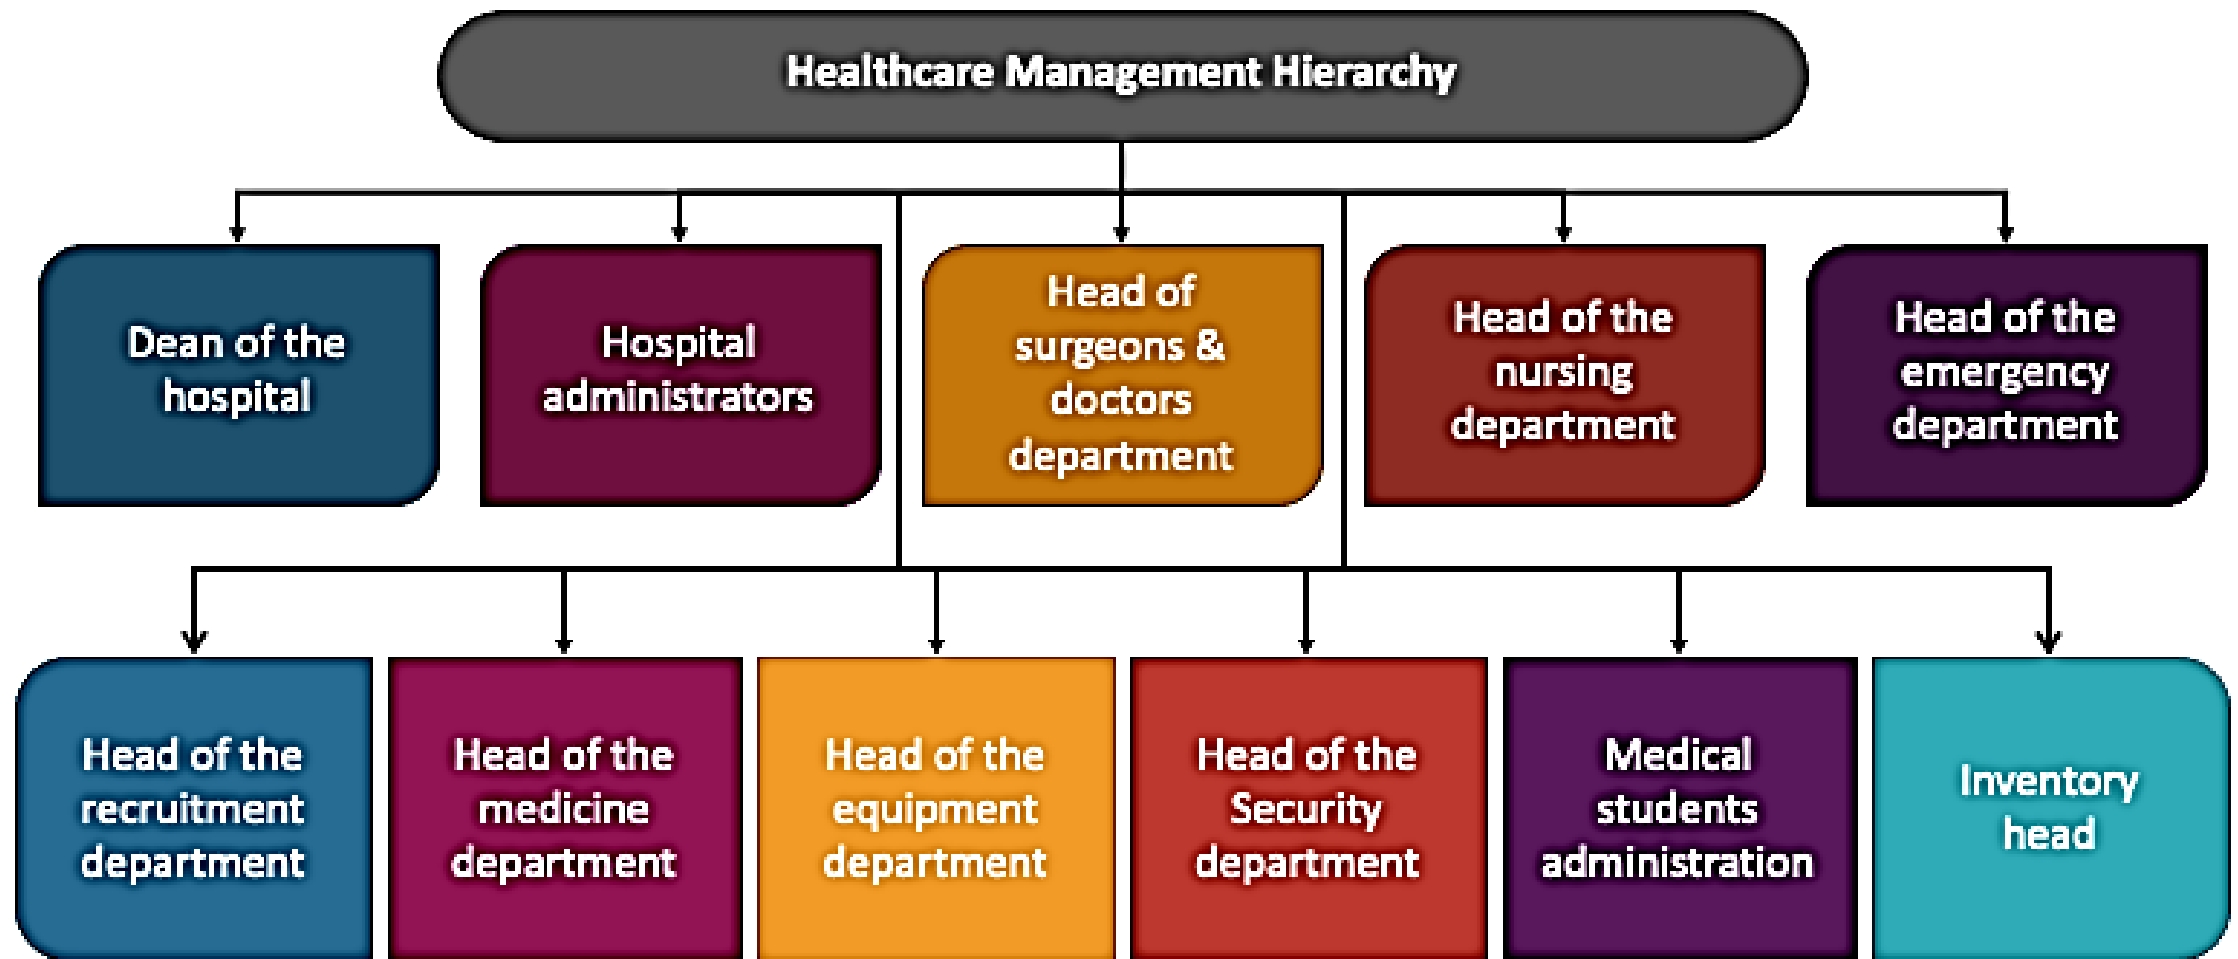 Healthcare Management Hierarchy
Dean of the
hospital
Hospital
administrators
Head of
surgeons &
doctors
department
Head of the
nursing
department
Head of the
emergency
department
Head of the
recruitment
department
Head of the
medicine
department
Head of the
equipment
department
Head of the
Security
department
Medical
students
administration
Inventory
head